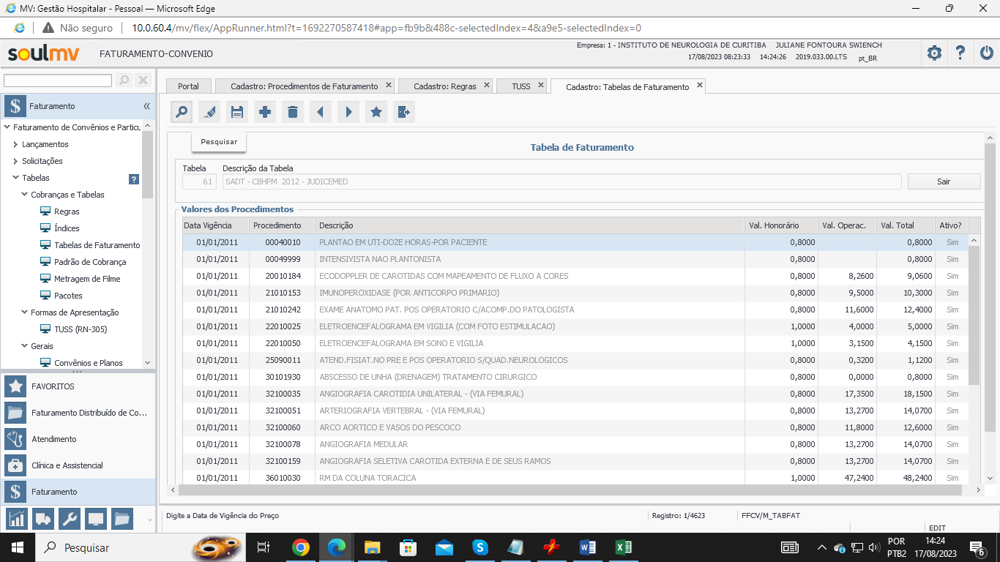 MV: Gestão Hospitalar - Pessoal — Microsoft Edge
Não seguro
10.0.60.4/mv/flex/AppRunner.html?t=1692270587418#app=fb9b&488c-selectedIndex=4&a9e5-selectedIndex=0
soulmv
FATURAMENTO-CONVENIO
Empresa: 1 - INSTITUTO DE NEUROLOGIA DE CURITIBA JULIANE FONTOURA SWIENCH
17/08/2023 08:23:33 14:24:26 2019.033.00.LTS pt_BR
Portal
Cadastro: Procedimentos de Faturamento
Cadastro: Regras
TUSS
Cadastro: Tabelas de Faturamento
Faturamento
Faturamento de Convênios e Particu
Lançamentos
Solicitações
Tabelas
Cobranças e Tabelas
Regras
Índices
Tabelas de Faturamento
Padrão de Cobrança
Metragem de Filme
Pacotes
Formas de Apresentação
TUSS (RN-305)
Gerais
Convênios e Planos
FAVORITOS
Faturamento Distribuído de Co...
Atendimento
Clínica e Assistencial
Faturamento
Pesquisar
Tabela de Faturamento
Tabela Descrição da Tabela
61 SADT - CBHPM 2012 - JUDICEMED Sair
Valores dos Procedimentos
Data Vigência Procedimento Descrição Val. Honorário Val. Operac. Val. Total Ativo?
01/01/2011 00040010 PLANTAO EM UTI-DOZE HORAS-POR PACIENTE 0,8000 0,8000 Sim
01/01/2011 00049999 INTENSIVISTA NAO PLANTONISTA 0,8000 0,8000 Sim
01/01/2011 20010184 ECODOPPLER DE CAROTIDAS COM MAPEAMENTO DE FLUXO A CORES 0,8000 8,2600 9,0600 Sim
01/01/2011 21010153 IMUNOPEROXIDASE (POR ANTICORPO PRIMARIO) 0,8000 9,5000 10,3000 Sim
01/01/2011 21010242 EXAME ANATOMO PAT. POS OPERATORIO C/ACOMP.DO PATOLOGISTA 0,8000 11,6000 12,4000 Sim
01/01/2011 22010025 ELETROENCEFALOGRAMA EM VIGILIA (COM FOTO ESTIMULACAO) 1,0000 4,0000 5,0000 Sim
01/01/2011 22010050 ELETROENCEFALOGRAMA EM SONO E VIGILIA 1,0000 3,1500 4,1500 Sim
01/01/2011 25090011 ATEND.FISIAT.NO PRE E POS OPERATORIO S/QUAD.NEUROLOGICOS 0,8000 0,3200 1,1200 Sim
01/01/2011 30101930 ABSCESSO DE UNHA (DRENAGEM) TRATAMENTO CIRURGICO 0,8000 0,0000 0,8000 Sim
01/01/2011 32100035 ANGIOGRAFIA CAROTIDIA UNILATERAL - (VIA FEMURAL) 0,8000 17,3500 18,1500 Sim
01/01/2011 32100051 ARTERIOGRAFIA VERTEBRAL - (VIA FEMURAL) 0,8000 13,2700 14,0700 Sim
01/01/2011 32100060 ARCO AORTICO E VASOS DO PESCOCO 0,8000 11,8000 12,6000 Sim
01/01/2011 32100078 ANGIOGRAFIA MEDULAR 0,8000 13,2700 14,0700 Sim
01/01/2011 32100159 ANGIOGRAFIA SELETIVA CAROTIDA EXTERNA E DE SEUS RAMOS 0,8000 13,2700 14,0700 Sim
01/01/2011 36010030 RM DA COLUNA TORACICA 1,0000 47,2400 48,2400 Sim
Digite a Data de Vigência do Preço Registro: 1/4623 FFCV/M_TABFAT
EDIT
Pesquisar
POR
PTB2
14:24
17/08/2023
6